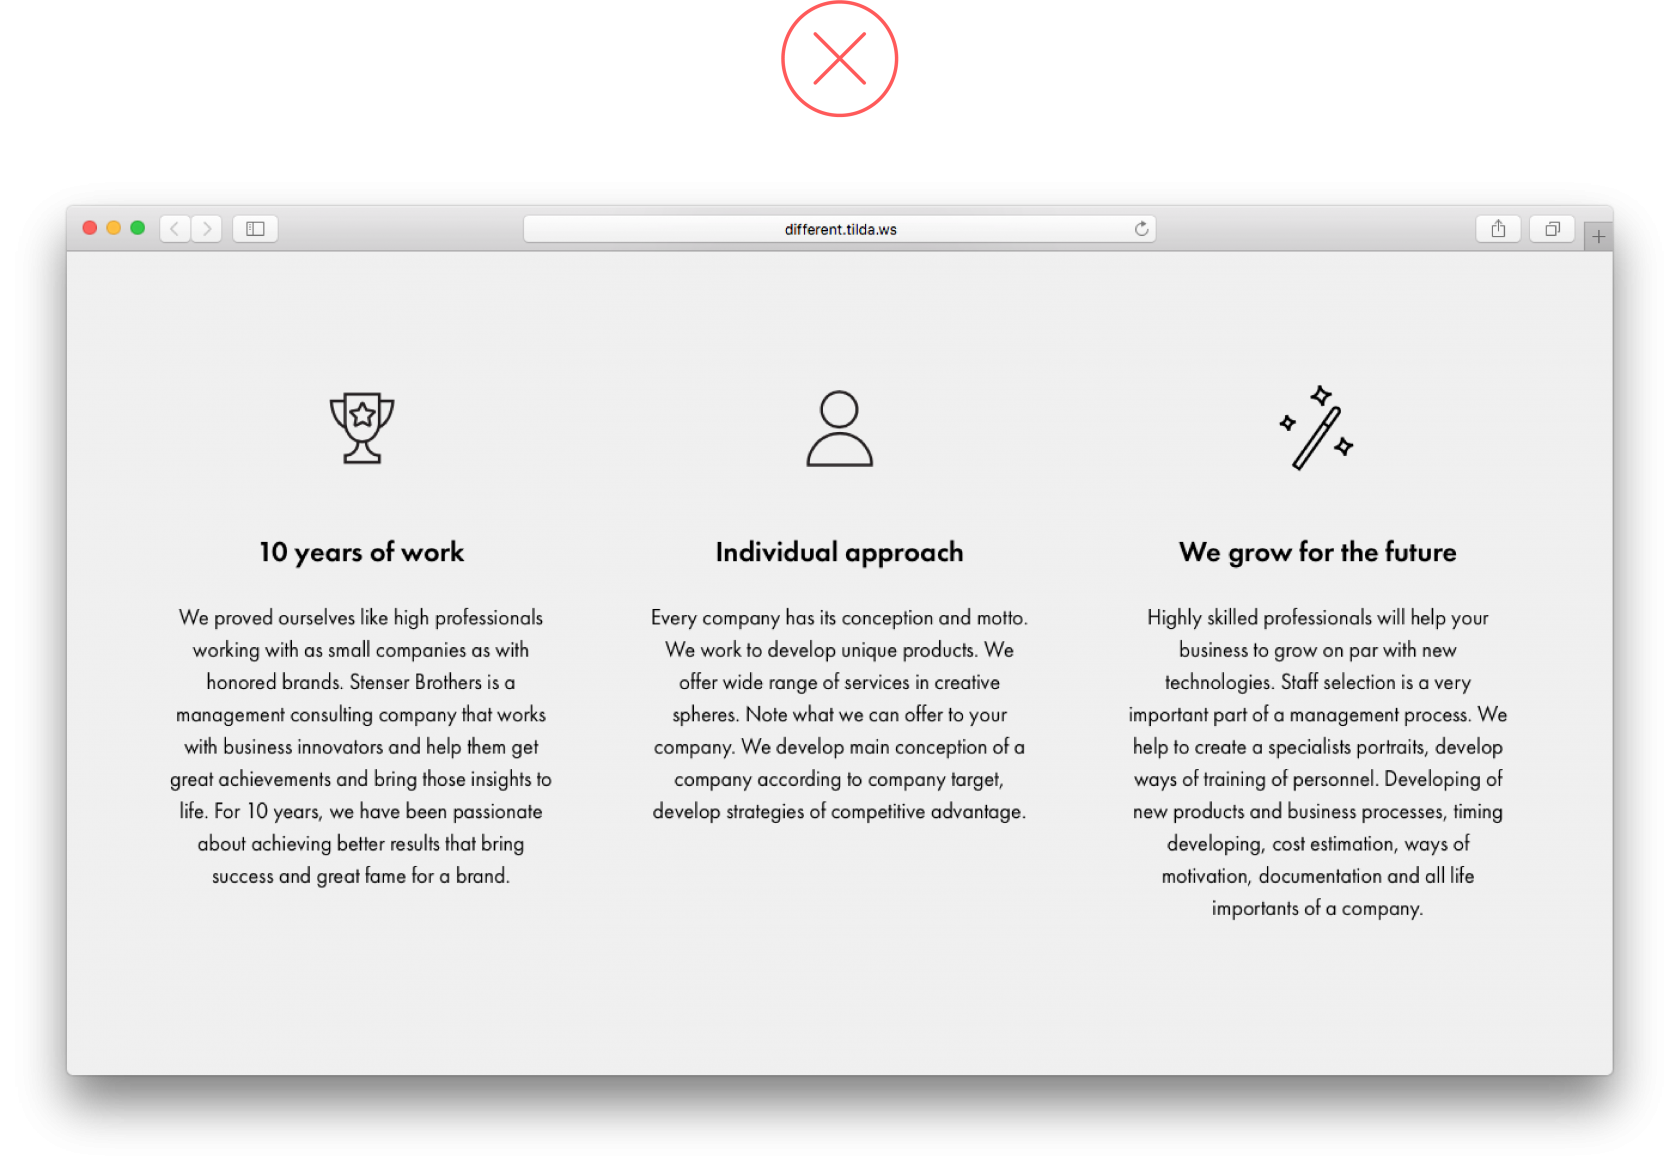 different.tilda.ws
10 years of work
We proved ourselves like high professionals
working with as small companies as with
honored brands. Stenser Brothers is a
management consulting company that works
with business innovators and help them get
great achievements and bring those insights to
life. For 10 years, we have been passionate
about achieving better results that bring
success and great fame for a brand.
Individual approach
Every company has its conception and motto.
We work to develop unique products. We
offer wide range of services in creative
spheres. Note what we can offer to your
company. We develop main conception of a
company according to company target,
develop strategies of competitive advantage.
We grow for the future
Highly skilled professionals will help your
business to grow on par with new
technologies. Staff selection is a very
important part of a management process. We
help to create a specialists portraits, develop
ways of training of personnel. Developing of
new products and business processes, timing
developing, cost estimation, ways of
motivation, documentation and all life
importants of a company.